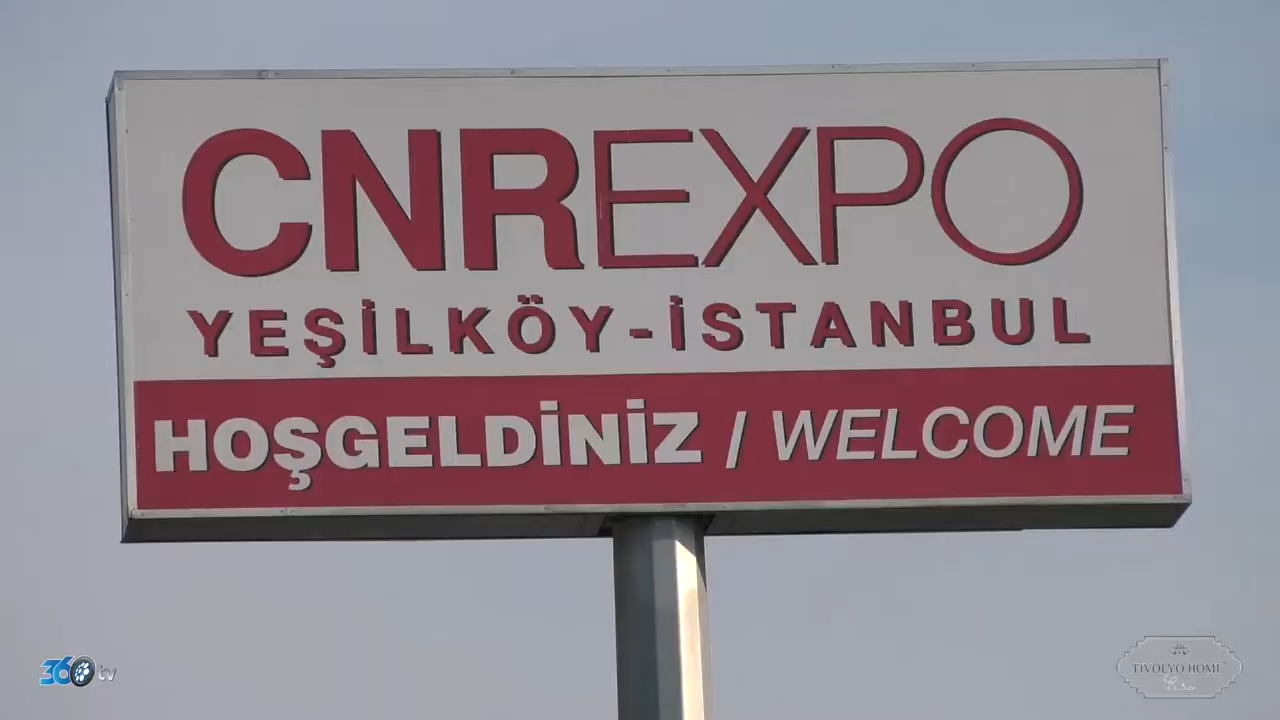 CNREXPO
YEŞİLKÖY-İSTANBUL
HOŞGELDİNİZ / WELCOME
360tv
TIVOLYO HOME